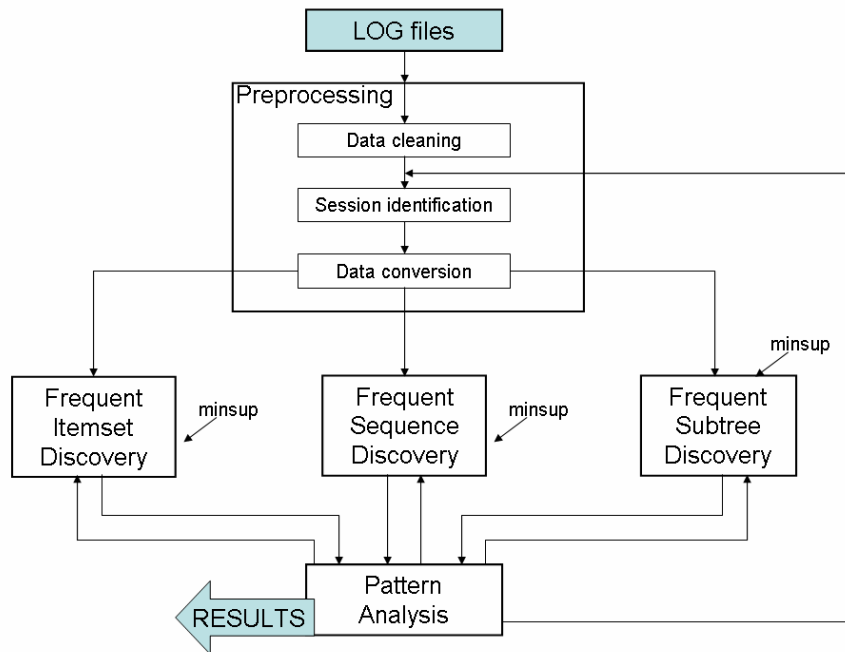 LOG files
Preprocessing
Data cleaning
Session identification
Data conversion
minsup
Frequent
Itemset
Discovery
minsup
Frequent
Sequence
Discovery
minsup
Frequent
Subtree
Discovery
Pattern
Analysis
RESULTS